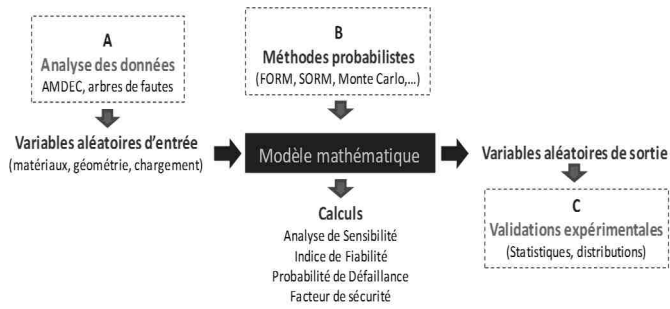 A
Analyse des données
AMDEC, arbres de fautes
B
Méthodes probabilistes
(FORM, SORM, Monte Carlo,...)
Variables aléatoires d'entrée
(matériaux, géométrie, chargement)
Modèle mathématique
Variables aléatoires de sortie
Calculs
Analyse de Sensibilité
Indice de Fiabilité
Probabilité de Défaillance
Facteur de sécurité
C
Validations expérimentales
(Statistiques, distributions)